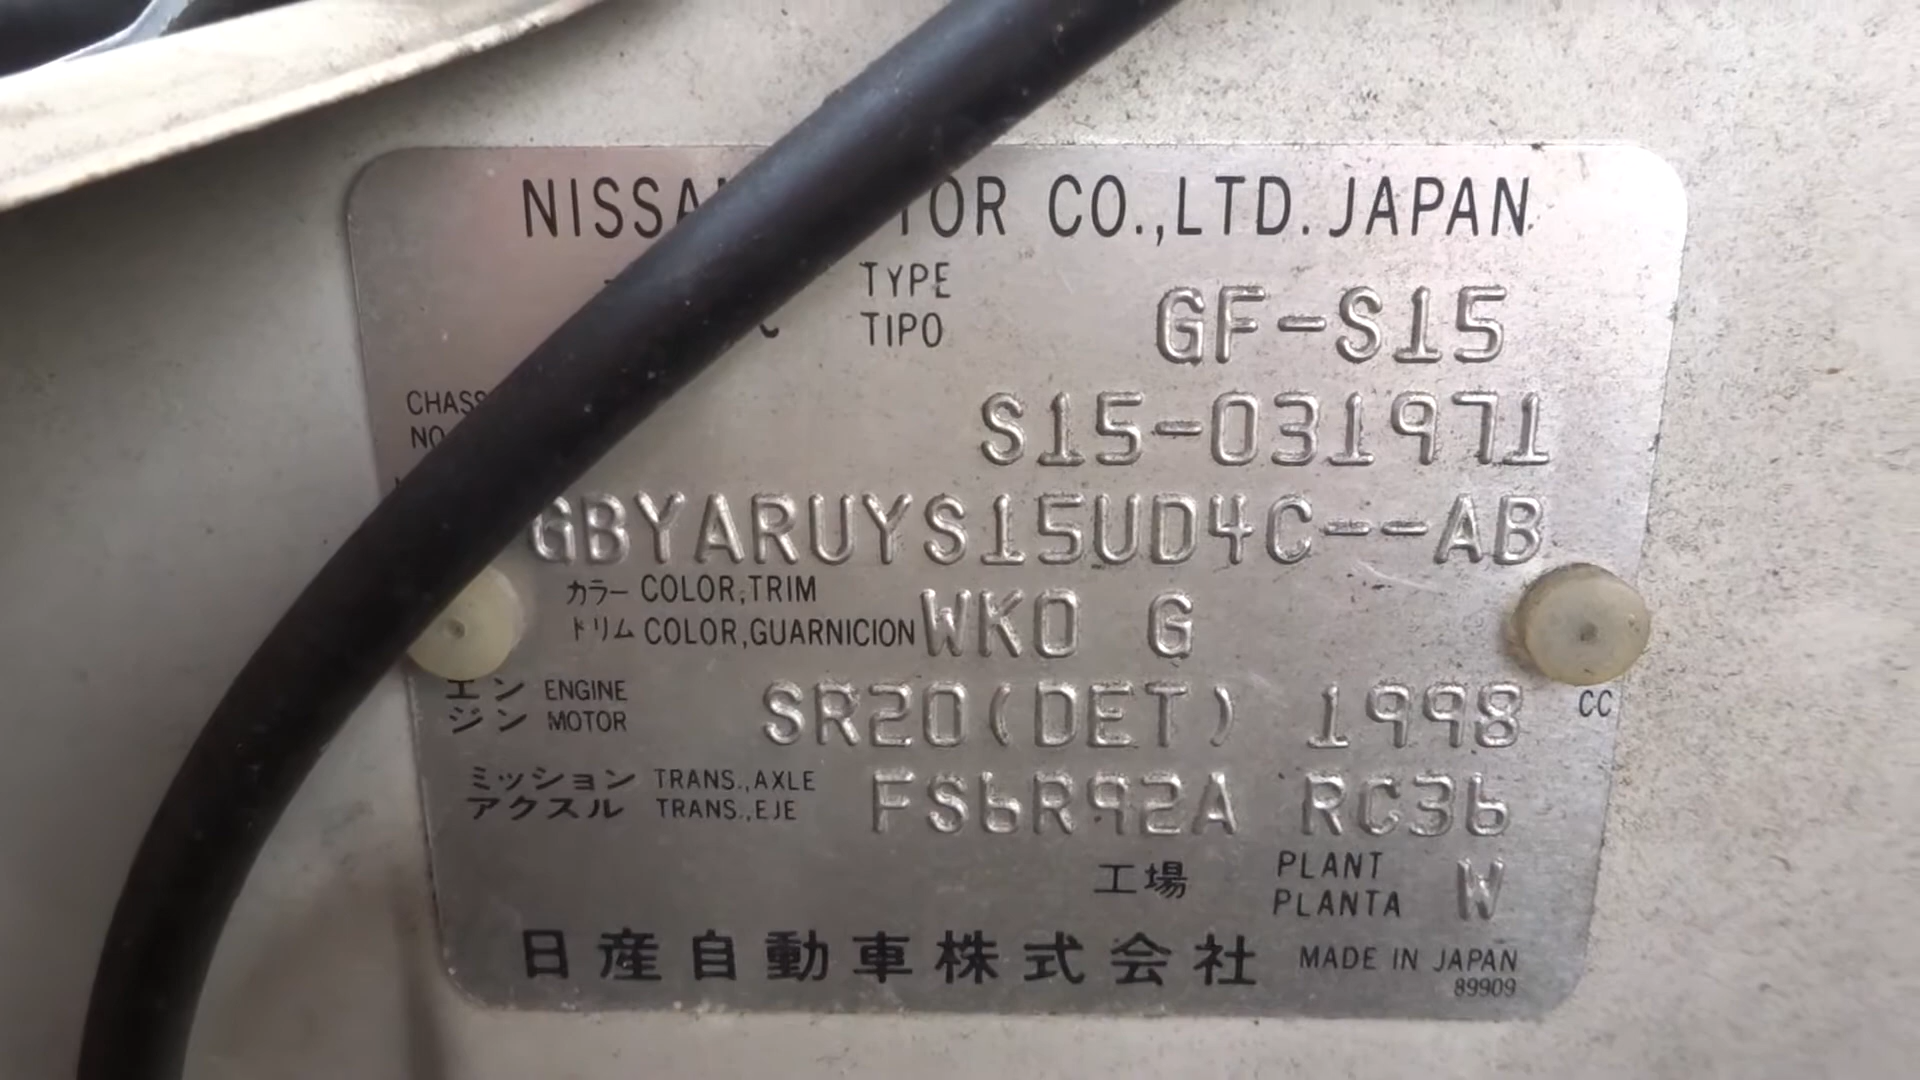 NISSA TOR CO.,LTD. JAPAN
TYPE
TIPO GF-S15
CHASS
NO S15-031971
GBYARUYS15UD4C--AB
カラー COLOR,TRIM
トリム COLOR,GUARNICION WK0 G
エン ENGINE
ジン MOTOR SR20(DET) 1998 CC
ミッション TRANS.,AXLE
アクスル TRANS.,EJE FS6R92A RC36
工場 PLANT
PLANTA W
日産自動車株式会社 MADE IN JAPAN
89909